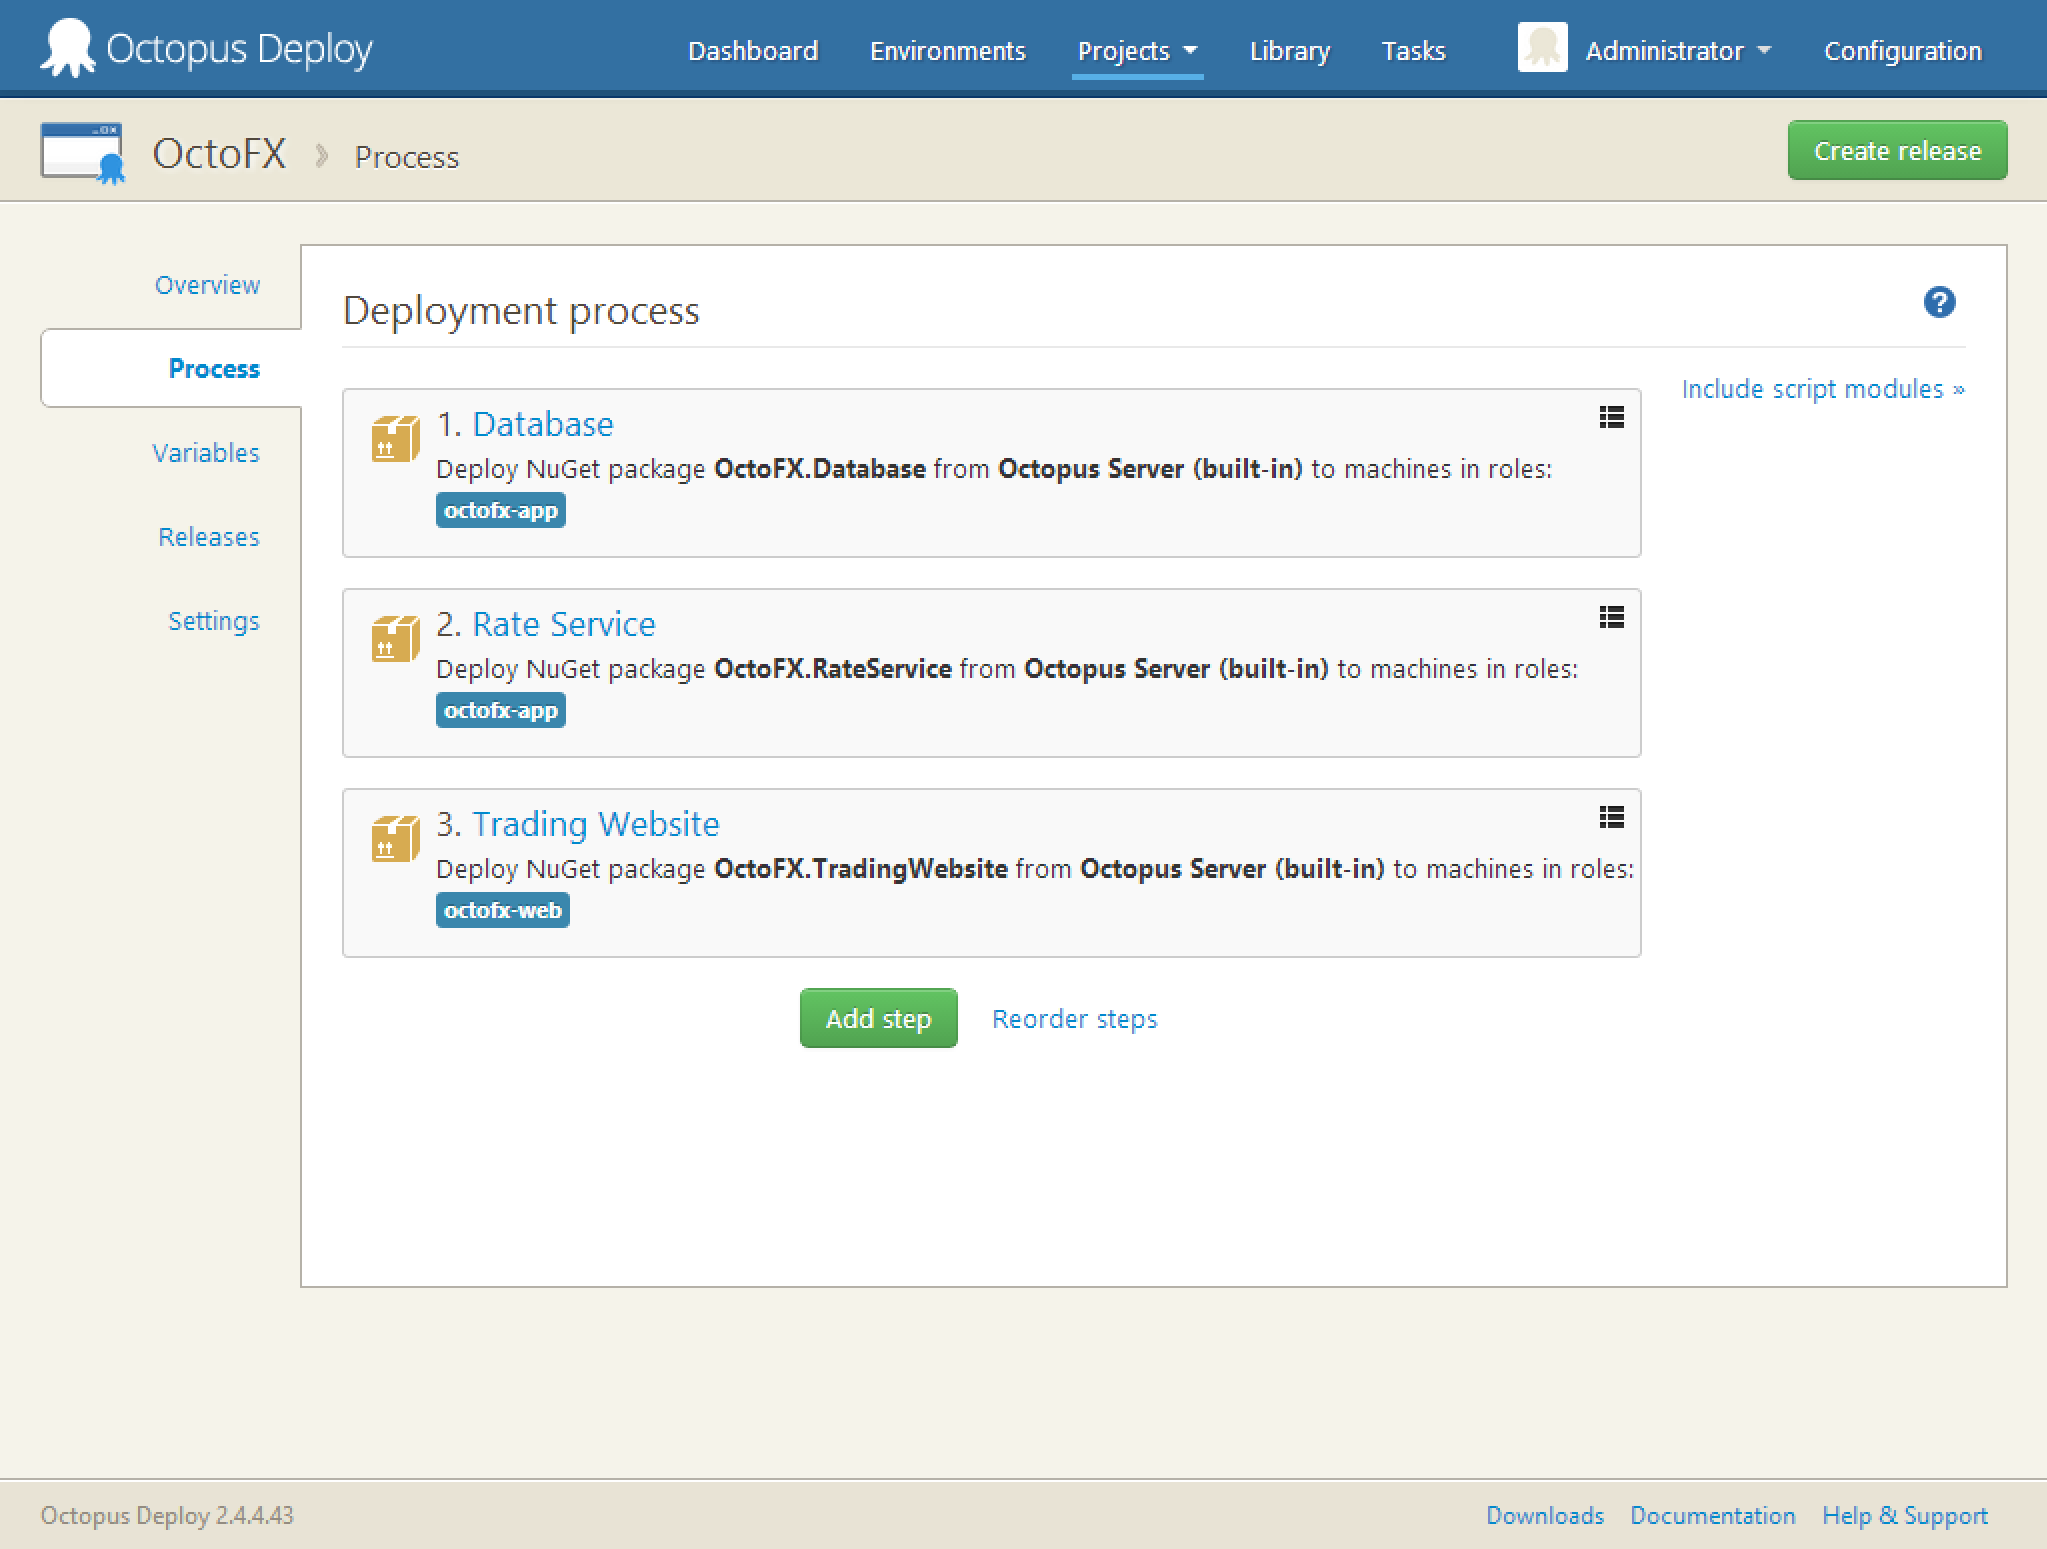 Octopus Deploy
Dashboard Environments Projects Library Tasks Administrator Configuration
OctoFX Process
Create release
Overview
Process
Variables
Releases
Settings
Deployment process
?
Include script modules »
1. Database
Deploy NuGet package OctoFX.Database from Octopus Server (built-in) to machines in roles:
octofx-app
2. Rate Service
Deploy NuGet package OctoFX.RateService from Octopus Server (built-in) to machines in roles:
octofx-app
3. Trading Website
Deploy NuGet package OctoFX.TradingWebsite from Octopus Server (built-in) to machines in roles:
octofx-web
Add step Reorder steps
Octopus Deploy 2.4.4.43
Downloads Documentation Help & Support